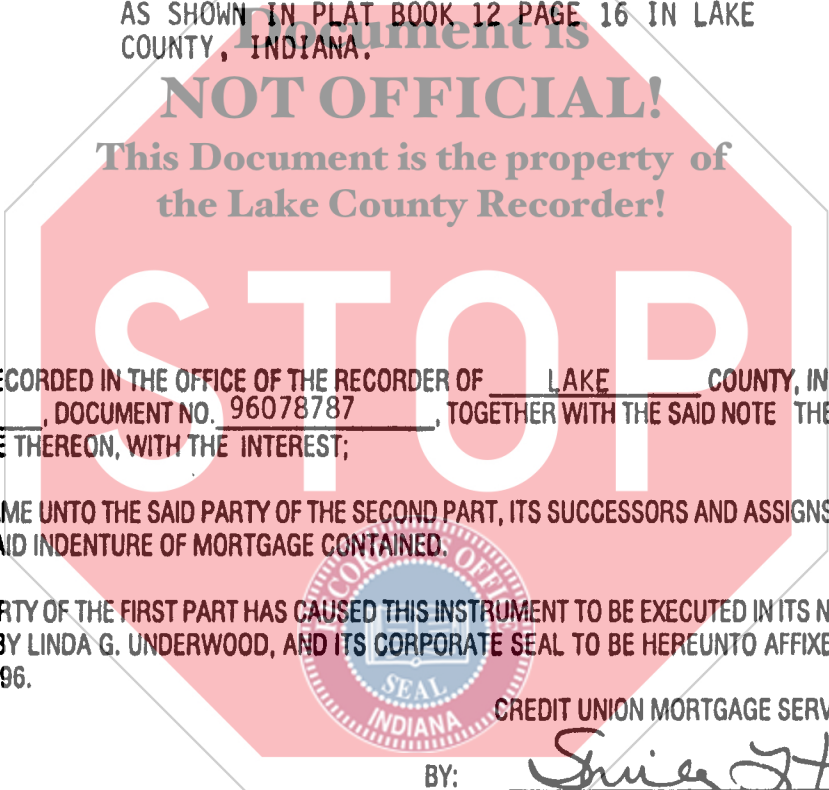 AS SHOWN IN PLAT BOOK 12 PAGE 16 IN LAKE
COUNTY, INDIANA.
Document is
NOT OFFICIAL!
This Document is the property of
the Lake County Recorder!
STOP
ECORDED IN THE OFFICE OF THE RECORDER OF LAKE COUNTY, IN
, DOCUMENT NO. 96078787, TOGETHER WITH THE SAID NOTE THE
E THEREON, WITH THE INTEREST;
ME UNTO THE SAID PARTY OF THE SECOND PART, ITS SUCCESSORS AND ASSIGNS
AID INDENTURE OF MORTGAGE CONTAINED.
RTY OF THE FIRST PART HAS CAUSED THIS INSTRUMENT TO BE EXECUTED IN ITS N
BY LINDA G. UNDERWOOD, AND ITS CORPORATE SEAL TO BE HEREUNTO AFFIXE
96.
SEAL
INDIANA
CREDIT UNION MORTGAGE SERV
BY: